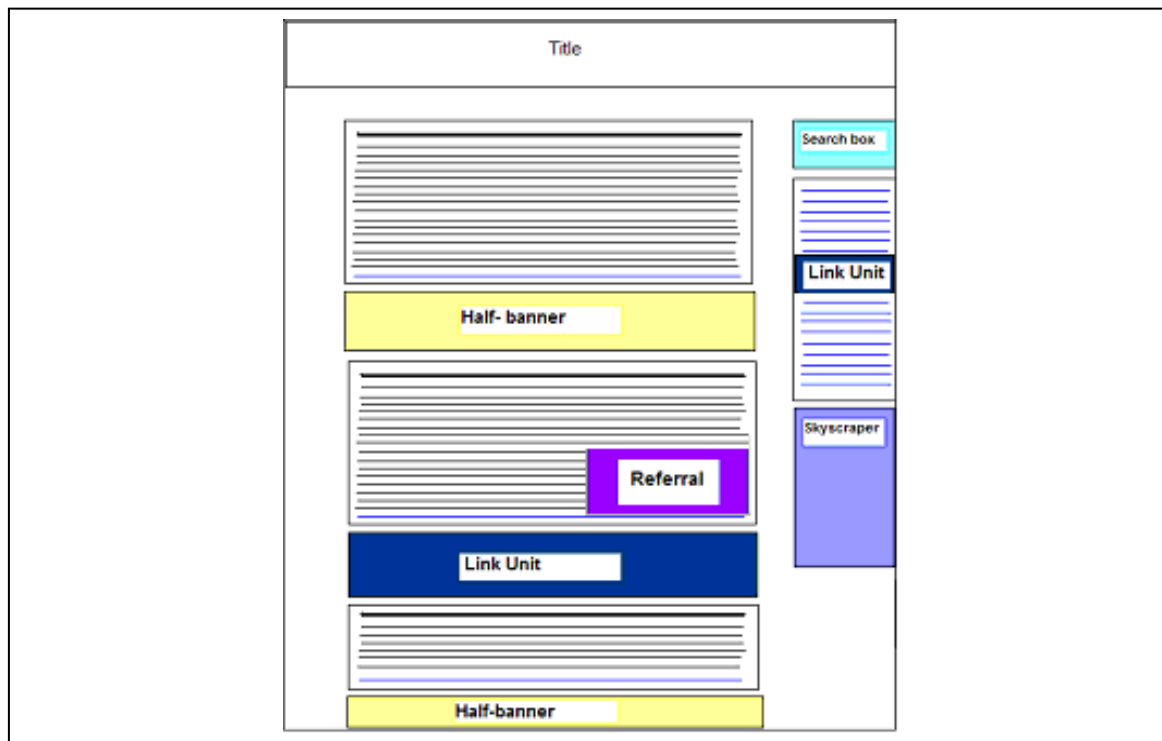 Title
Search box
Link Unit
Half- banner
Skyscraper
Referral
Link Unit
Half-banner